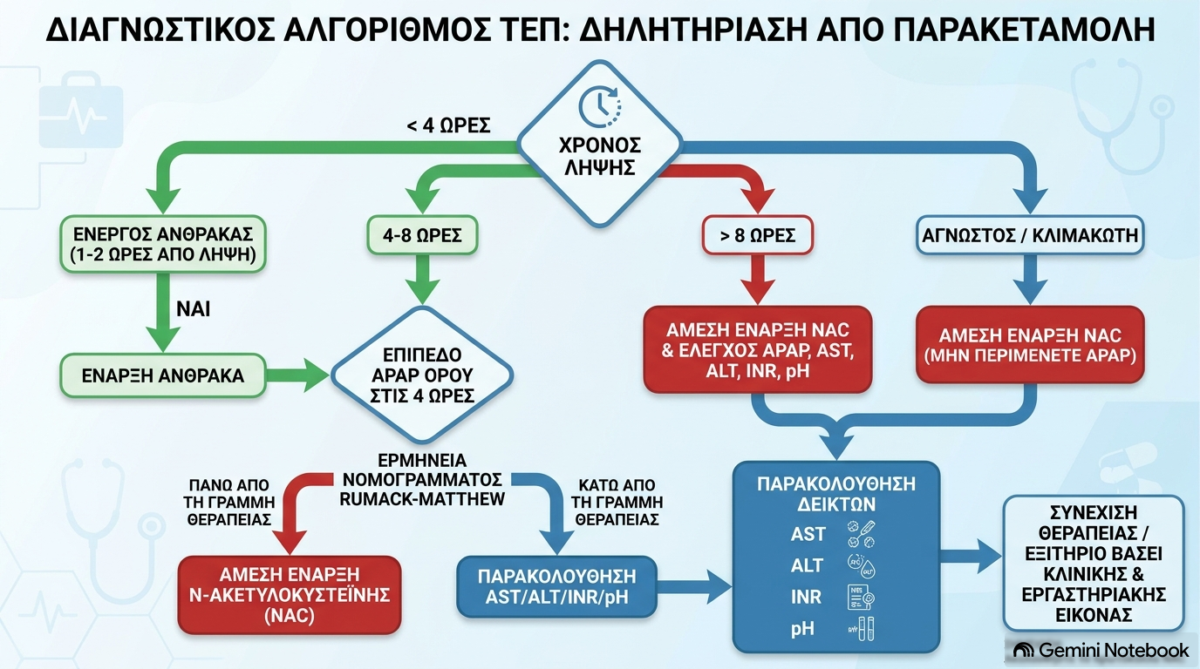 ΔΙΑΓΝΩΣΤΙΚΟΣ ΑΛΓΟΡΙΘΜΟΣ ΤΕΠ: ΔΗΛΗΤΗΡΙΑΣΗ ΑΠΟ ΠΑΡΑΚΕΤΑΜΟΛΗ
< 4 ΩΡΕΣ
ΧΡΟΝΟΣ
ΛΗΨΗΣ
ΕΝΕΡΓΟΣ ΑΝΘΡΑΚΑΣ
(1-2 ΩΡΕΣ ΑΠΟ ΛΗΨΗ)
4-8 ΩΡΕΣ
> 8 ΩΡΕΣ
ΑΓΝΩΣΤΟΣ / ΚΛΙΜΑΚΩΤΗ
ΝΑΙ
ΕΝΑΡΞΗ ΑΝΘΡΑΚΑ
ΕΠΙΠΕΔΟ
APAP ΟΡΟΥ
ΣΤΙΣ 4 ΩΡΕΣ
ΑΜΕΣΗ ΕΝΑΡΞΗ NAC
& ΕΛΕΓΧΟΣ APAP, AST,
ALT, INR, pH
ΑΜΕΣΗ ΕΝΑΡΞΗ NAC
(ΜΗΝ ΠΕΡΙΜΕΝΕΤΕ APAP)
ΕΡΜΗΝΕΙΑ
ΝΟΜΟΓΡΑΜΜΑΤΟΣ
RUMACK-MATTHEW
ΠΑΝΩ ΑΠΟ
ΤΗ ΓΡΑΜΜΗ
ΘΕΡΑΠΕΙΑΣ
ΚΑΤΩ ΑΠΟ
ΤΗ ΓΡΑΜΜΗ
ΘΕΡΑΠΕΙΑΣ
ΑΜΕΣΗ ΕΝΑΡΞΗ
Ν-ΑΚΕΤΥΛΟΚΥΣΤΕΪΝΗΣ
(NAC)
ΠΑΡΑΚΟΛΟΥΘΗΣΗ
AST/ALT/INR/pH
ΠΑΡΑΚΟΛΟΥΘΗΣΗ
ΔΕΙΚΤΩΝ
AST
ALT
INR
pH
ΣΥΝΕΧΙΣΗ
ΘΕΡΑΠΕΙΑΣ /
ΕΞΙΤΗΡΙΟ ΒΑΣΕΙ
ΚΛΙΝΙΚΗΣ &
ΕΡΓΑΣΤΗΡΙΑΚΗΣ
ΕΙΚΟΝΑΣ
Gemini Notebook